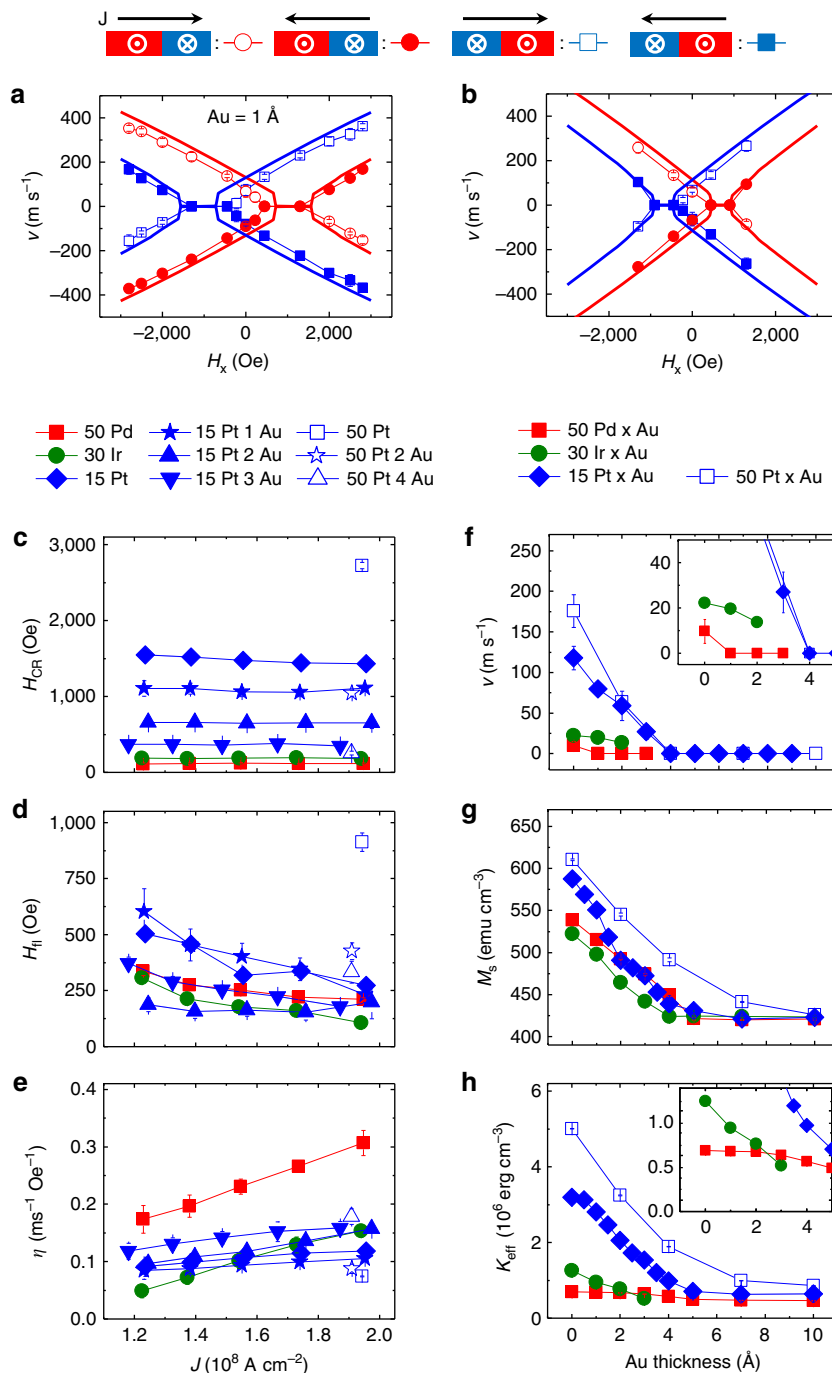 J
: : : :
a b
Au = 1 Å
400
200
0
–200
–400
v (m s⁻¹)
–2,000 0 2,000
Hx (Oe)
400
200
0
–200
–400
v (m s⁻¹)
–2,000 0 2,000
Hx (Oe)
50 Pd 15 Pt 1 Au 50 Pt
30 Ir 15 Pt 2 Au 50 Pt 2 Au
15 Pt 15 Pt 3 Au 50 Pt 4 Au
50 Pd x Au
30 Ir x Au
15 Pt x Au 50 Pt x Au
c
3,000
2,000
1,000
0
HCR (Oe)
f
250
200
150
100
50
0
v (m s⁻¹)
40
20
0
0 2 4
d
1,000
750
500
250
0
Hfl (Oe)
g
650
600
550
500
450
400
Ms (emu cm⁻³)
e
0.4
0.3
0.2
0.1
0.0
η (ms⁻¹ Oe⁻¹)
1.2 1.4 1.6 1.8 2.0
J (10⁸ A cm⁻²)
h
6
4
2
0
Keff (10⁶ erg cm⁻³)
1.0
0.5
0.0
0 2 4
0 2 4 6 8 10
Au thickness (Å)